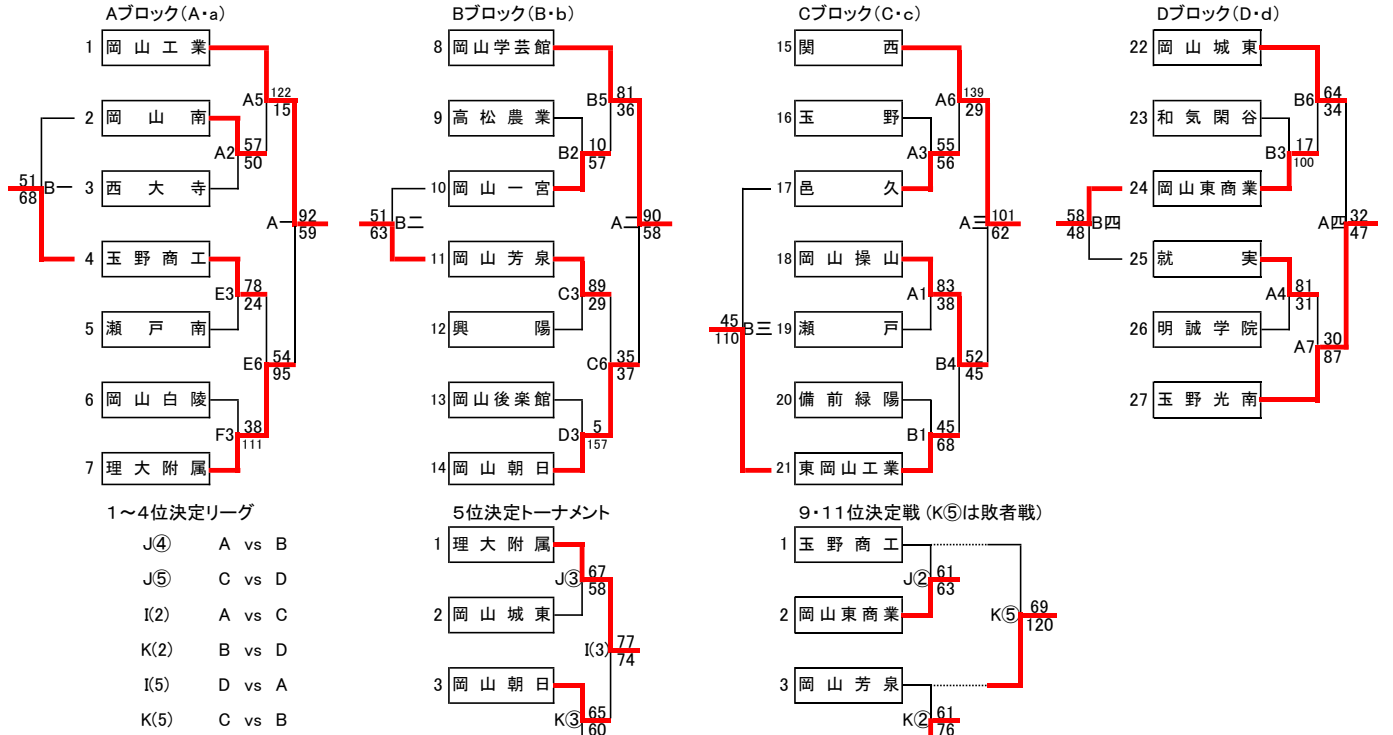 Aブロック(A・a)
1 岡山工業
A5 122 15
2 岡山南
A2 57 50
51 68 B一
3 西大寺
A一 92 59
4 玉野商工
E3 78 24
5 瀬戸南
E6 54 95
6 岡山白陵
F3 38 111
7 理大附属
Bブロック(B・b)
8 岡山学芸館
B5 81 36
9 高松農業
B2 10 57
10 岡山一宮
51 63 B二
A二 90 58
11 岡山芳泉
C3 89 29
12 興陽
C6 35 37
13 岡山後楽館
D3 5 157
14 岡山朝日
Cブロック(C・c)
15 関西
A6 139 29
16 玉野
A3 55 56
17 邑久
A三 101 62
18 岡山操山
A1 83 38
45 110 B三
19 瀬戸
B4 52 45
20 備前緑陽
B1 45 68
21 東岡山工業
Dブロック(D・d)
22 岡山城東
B6 64 34
23 和気閑谷
B3 17 100
24 岡山東商業
58 48 B四
A四 32 47
25 就実
A4 81 31
26 明誠学院
A7 30 87
27 玉野光南
1～4位決定リーグ
J④ A vs B
J⑤ C vs D
I(2) A vs C
K(2) B vs D
I(5) D vs A
K(5) C vs B
5位決定トーナメント
1 理大附属
J③ 67 58
2 岡山城東
I(3) 77 74
3 岡山朝日
K③ 65 60
9・11位決定戦 (K⑤は敗者戦)
1 玉野商工
J② 61 63
2 岡山東商業
K⑤ 69 120
3 岡山芳泉
K② 61 76